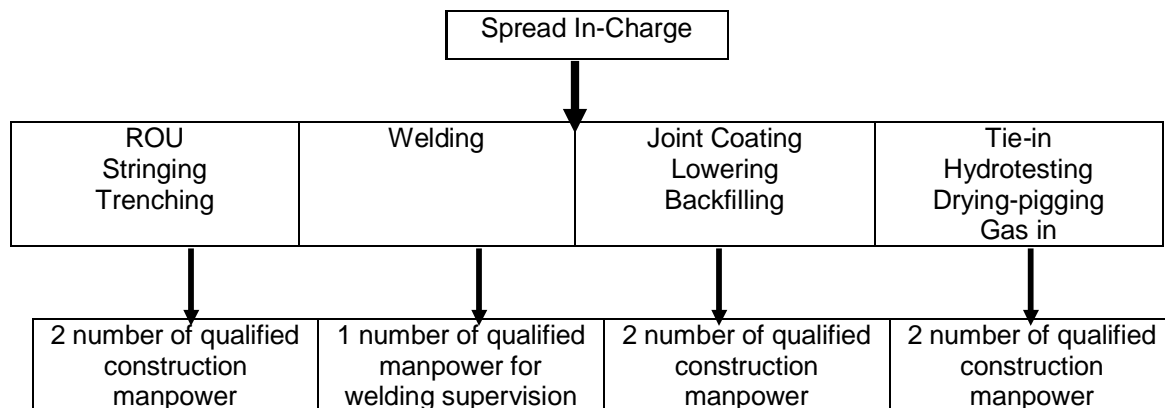 Spread In-Charge
ROU
Stringing
Trenching
Welding
Joint Coating
Lowering
Backfilling
Tie-in
Hydrotesting
Drying-pigging
Gas in
2 number of qualified
construction
manpower
1 number of qualified
manpower for
welding supervision
2 number of qualified
construction
manpower
2 number of qualified
construction
manpower